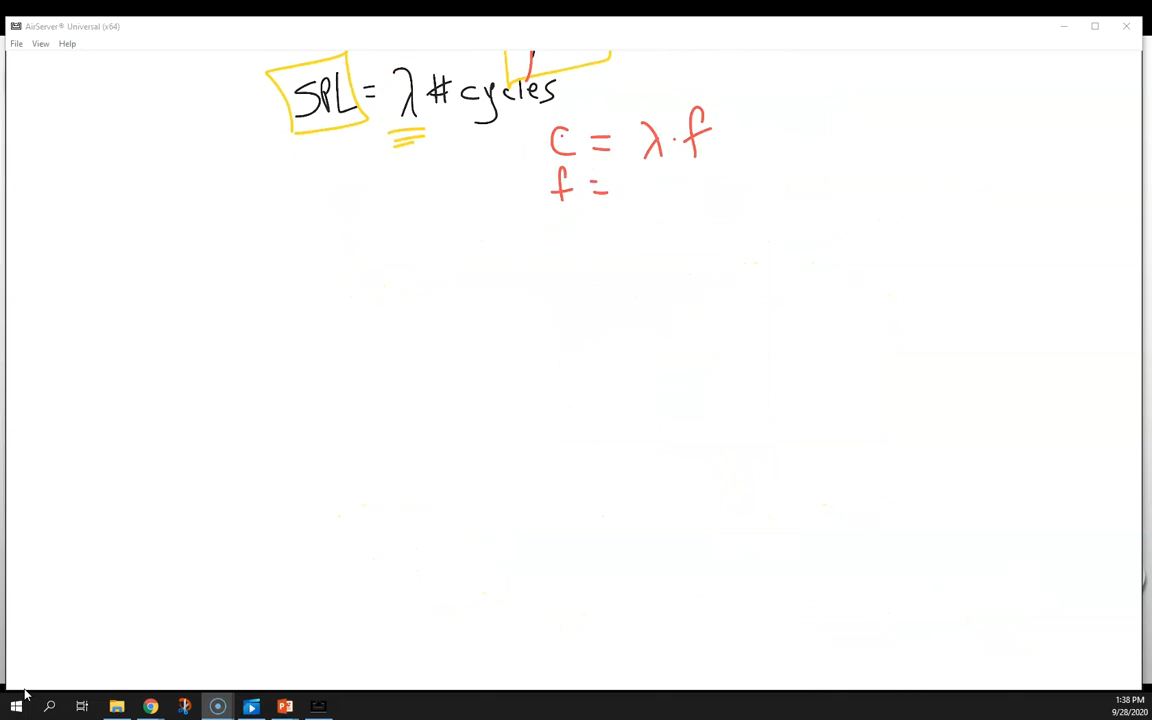 AirServer® Universal (x64)
File View Help
SPL = λ # cycles
c = λ · f
f =
1:38 PM
9/28/2020